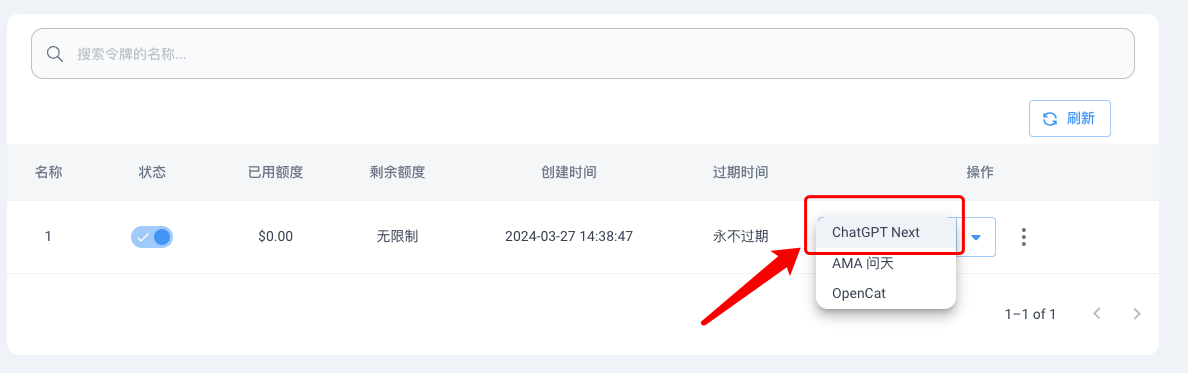 搜索令牌的名称...
刷新
名称 状态 已用额度 剩余额度 创建时间 过期时间 操作
1 $0.00 无限制 2024-03-27 14:38:47 永不过期
ChatGPT Next
AMA 问天
OpenCat
1–1 of 1